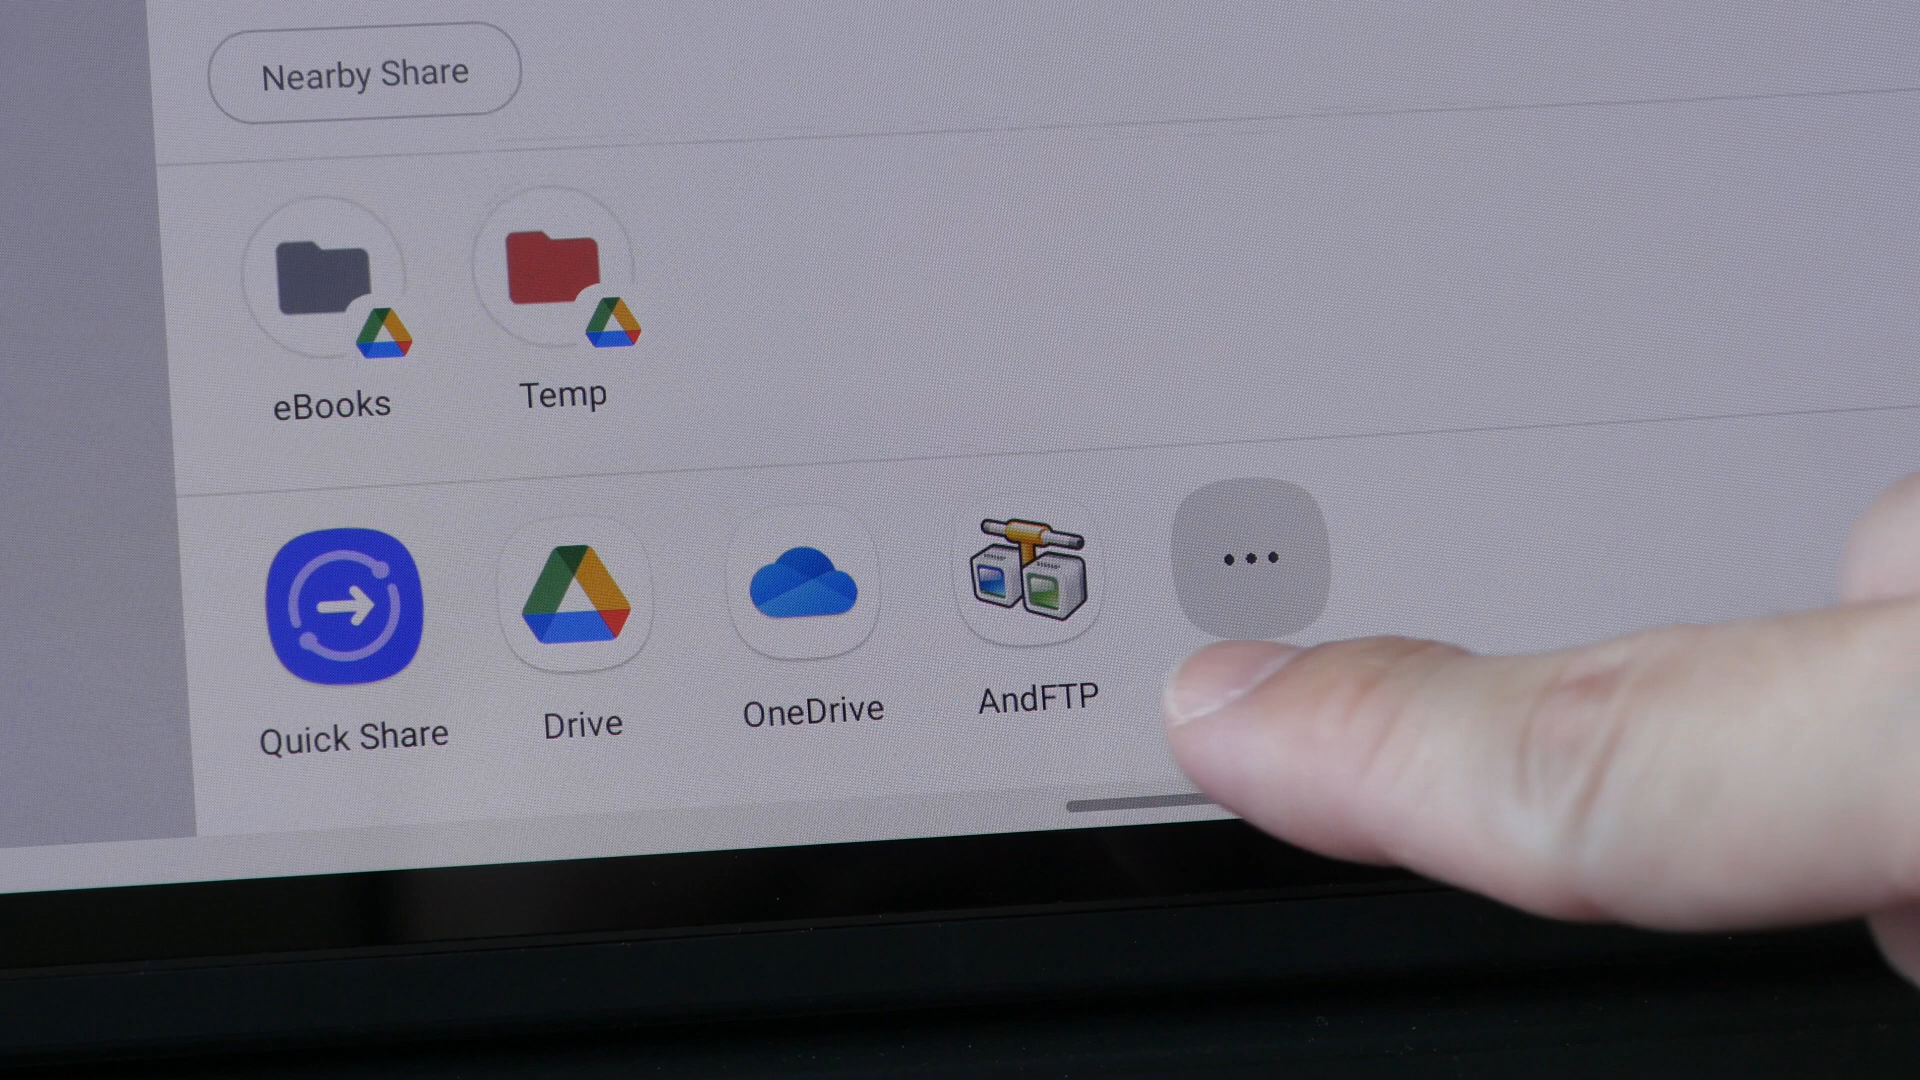 Nearby Share
eBooks
Temp
Quick Share
Drive
OneDrive
AndFTP